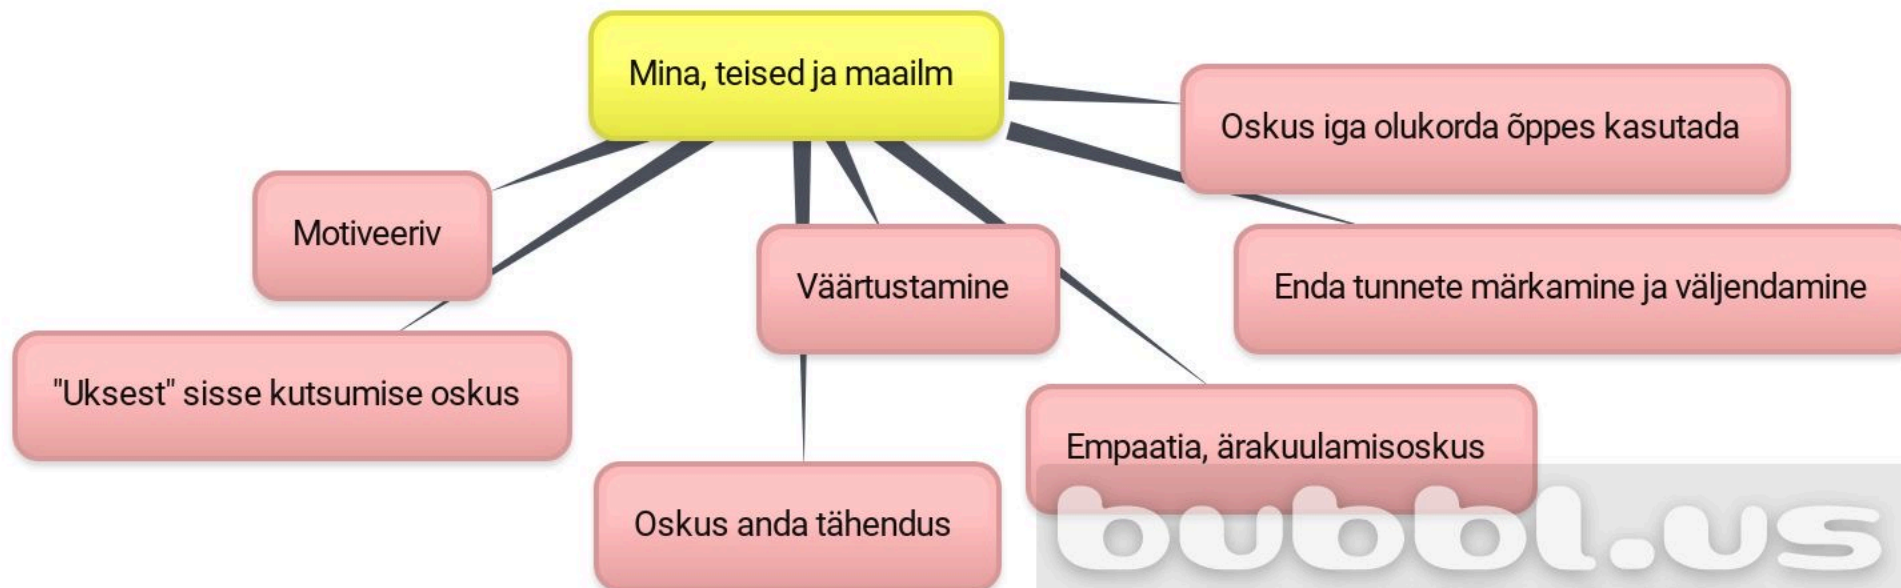 Mina, teised ja maailm
Oskus iga olukorda õppes kasutada
Motiveeriv
Väärtustamine
Enda tunnete märkamine ja väljendamine
"Uksest" sisse kutsumise oskus
Empaatia, ärakuulamisoskus
Oskus anda tähendus
bubbl.us